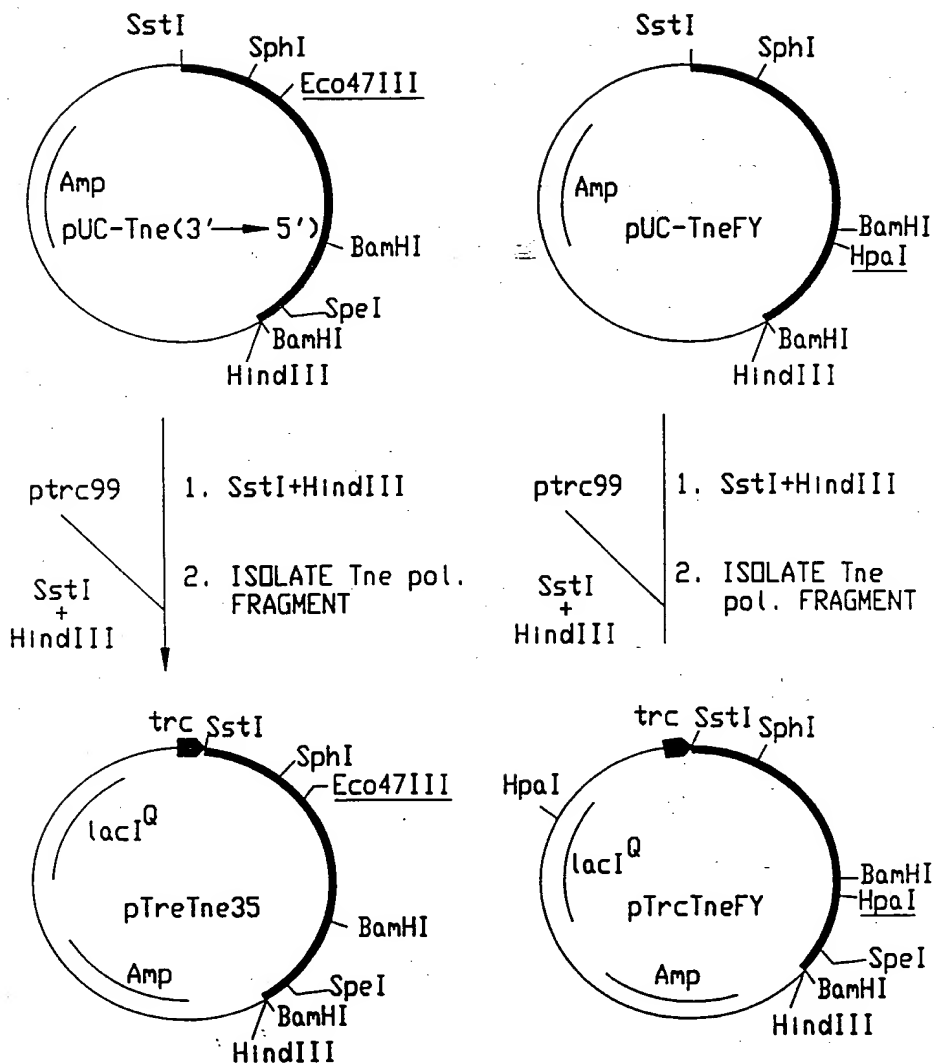 SstI
SphI
Eco47III
Amp
pUC-Tne(3' → 5')
BamHI
SpeI
BamHI
HindIII
SstI
SphI
Amp
pUC-TneFY
BamHI
HpaI
BamHI
HindIII
ptrc99
SstI
+
HindIII
1. SstI+HindIII
2. ISOLATE Tne pol.
FRAGMENT
ptrc99
SstI
+
HindIII
1. SstI+HindIII
2. ISOLATE Tne
pol. FRAGMENT
trc
SstI
SphI
Eco47III
lacI^Q
pTreTne35
BamHI
Amp
SpeI
BamHI
HindIII
trc
SstI
SphI
HpaI
lacI^Q
BamHI
HpaI
pTrcTneFY
SpeI
Amp
BamHI
HindIII